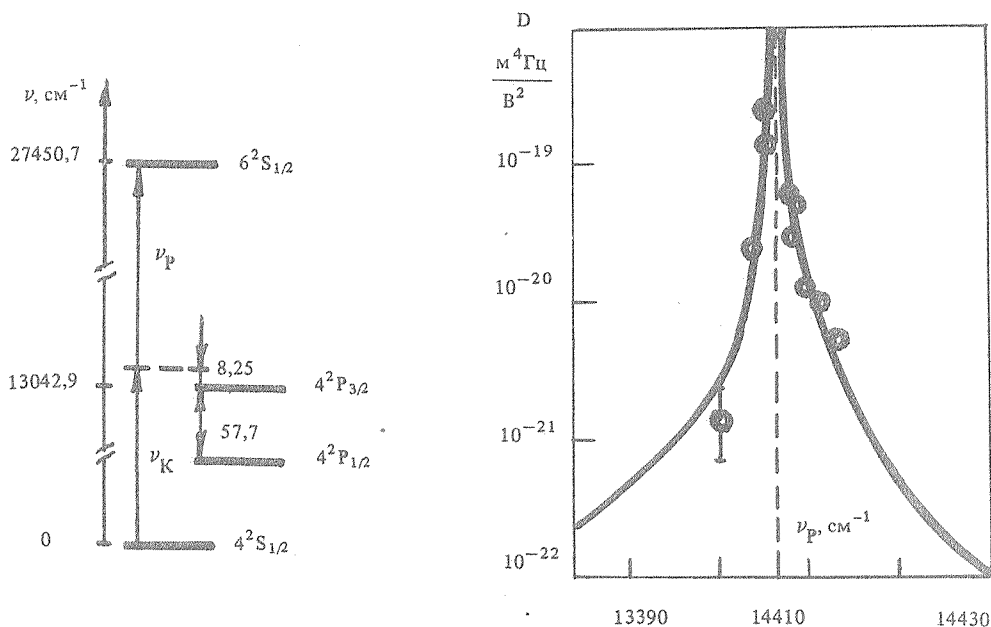 ν, см⁻¹
27450,7
6²S₁/₂
ν_P
8,25
13042,9
4²P₃/₂
57,7
4²P₁/₂
ν_K
0
4²S₁/₂
D
м⁴Гц
В²
10⁻¹⁹
10⁻²⁰
10⁻²¹
10⁻²²
ν_P, см⁻¹
13390
14410
14430